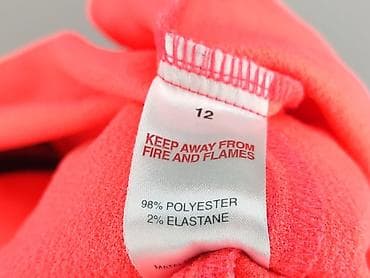 12
KEEP AWAY FROM
FIRE AND FLAMES
98% POLYESTER
2% ELASTANE